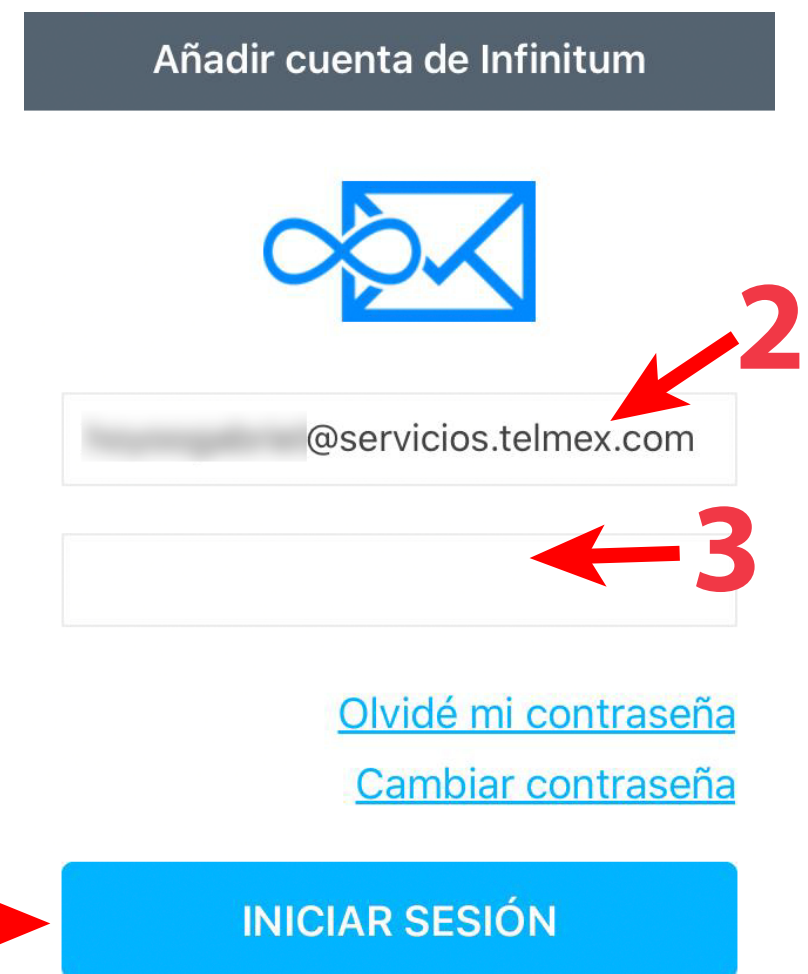 Añadir cuenta de Infinitum
2
@servicios.telmex.com
3
Olvidé mi contraseña
Cambiar contraseña
INICIAR SESIÓN